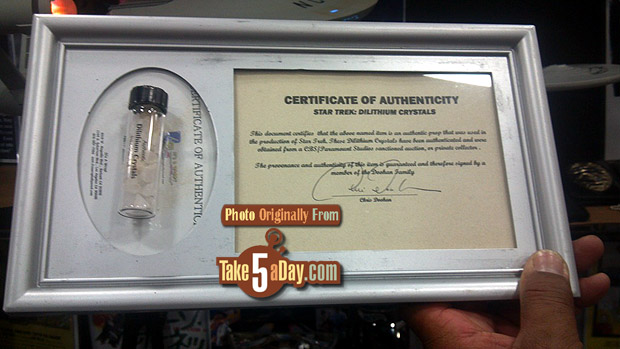 CERTIFICATE OF AUTHENTICITY
STAR TREK: DILITHIUM CRYSTALS
This document certifies that the above named item is an authentic prop that was used in
the production of Star Trek. These Dilithium Crystals have been authenticated and were
obtained from a CBS/Paramount Studios sanctioned auction, or private collector.
The provenance and authenticity of this item is guaranteed and therefore signed by a
member of the Doohan Family.
Chris Doohan
Authentic
Dilithium Crystals
ERTIFICATE OF AUTHENTIC
Photo Originally From
Take5aDay.com